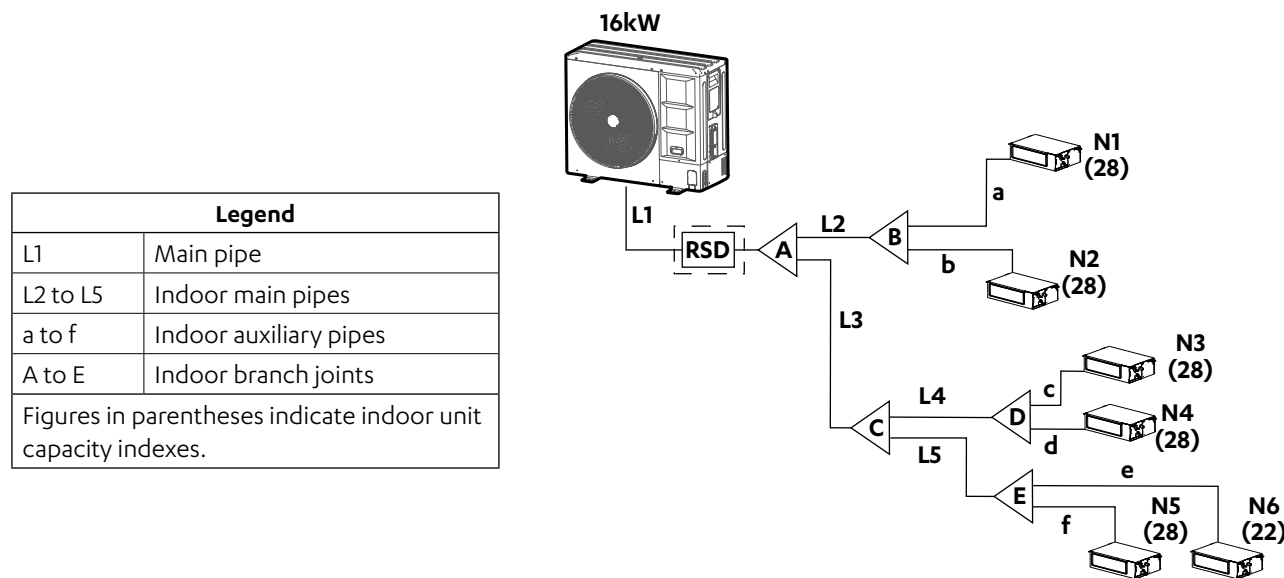 Legend
L1 Main pipe
L2 to L5 Indoor main pipes
a to f Indoor auxiliary pipes
A to E Indoor branch joints
Figures in parentheses indicate indoor unit
capacity indexes.
16kW
L1
RSD
A
L2
B
a
N1
(28)
b
N2
(28)
L3
C
L4
D
c
N3
(28)
d
N4
(28)
L5
E
e
f
N5
(28)
N6
(22)